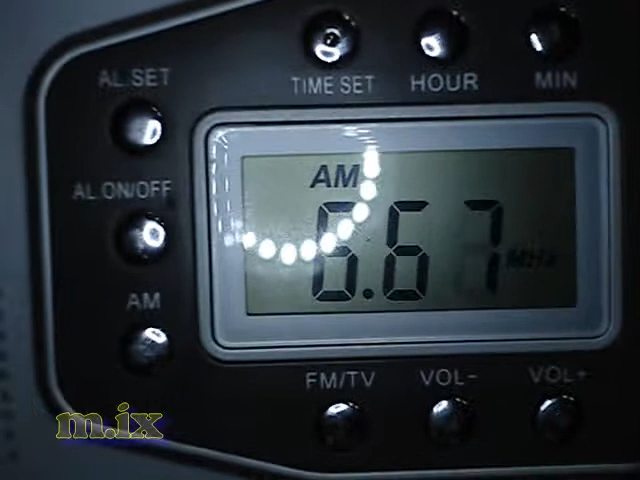 TIME SET HOUR MIN
AL.SET
AL.ON/OFF
AM
AM
6.67 MHz
FM/TV VOL- VOL+
m.ix